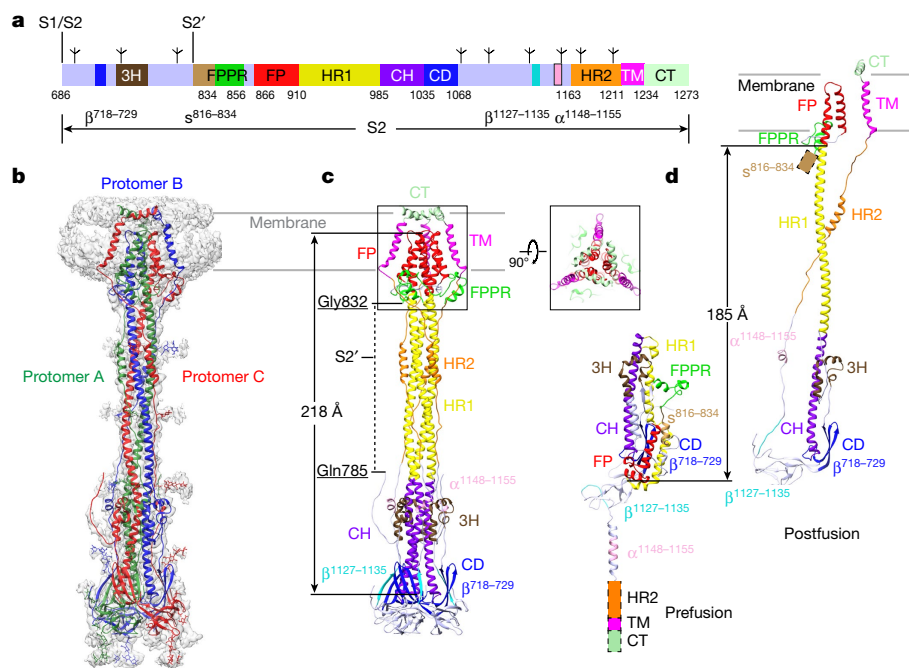 a
S1/S2
S2′
3H
FPPR
FP
HR1
CH
CD
HR2
TM
CT
686
834
856
866
910
985
1035
1068
1163
1211
1234
1273
β718–729
s816–834
β1127–1135
α1148–1155
S2
b
Protomer B
Protomer A
Protomer C
c
CT
Membrane
FP
TM
FPPR
Gly832
S2′
218 Å
HR2
HR1
Gln785
α1148–1155
CH
3H
β1127–1135
CD
β718–729
90°
d
CT
Membrane
FP
TM
FPPR
s816–834
HR1
HR2
185 Å
α1148–1155
3H
CH
CD
β718–729
β1127–1135
Postfusion
HR1
3H
FPPR
s816–834
CH
CD
FP
β718–729
β1127–1135
α1148–1155
HR2
TM
CT
Prefusion